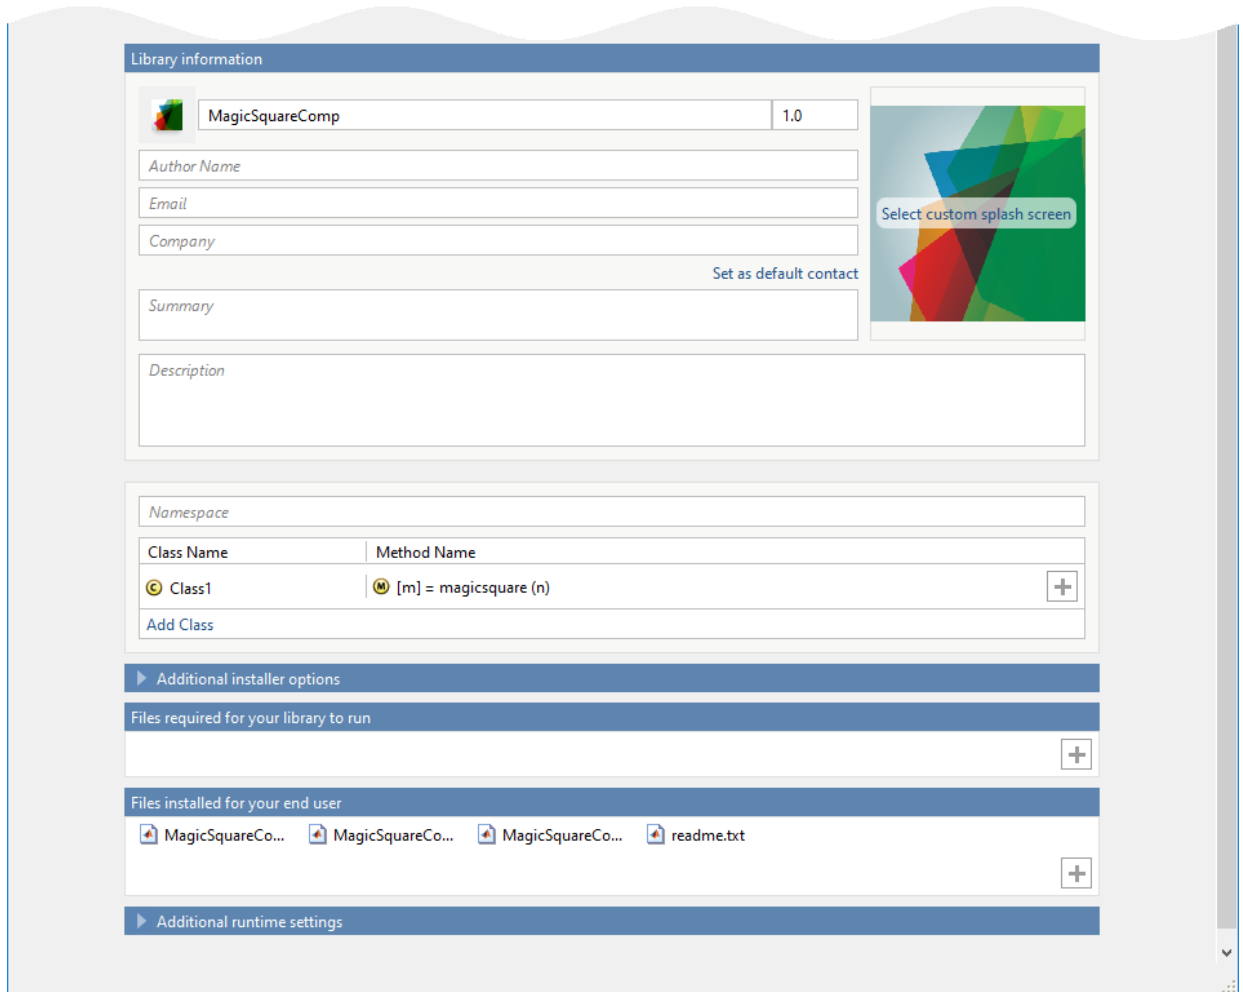 Library information
MagicSquareComp 1.0
Author Name
Email
Company
Select custom splash screen
Set as default contact
Summary
Description
Namespace
Class Name Method Name
C Class1 M [m] = magicsquare (n)
Add Class
Additional installer options
Files required for your library to run
Files installed for your end user
MagicSquareCo... MagicSquareCo... MagicSquareCo... readme.txt
Additional runtime settings